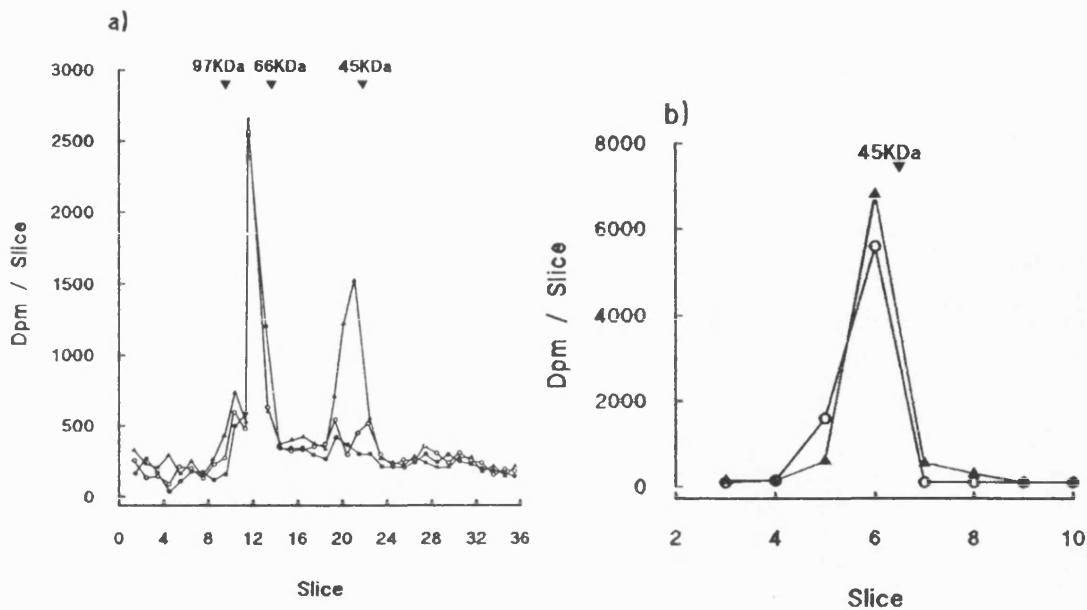 a)
97KDa 66KDa 45KDa
3000
2500
2000
1500
1000
500
0
Dpm / Slice
0 4 8 12 16 20 24 28 32 36
Slice
b)
45KDa
8000
6000
4000
2000
0
Dpm / Slice
2 4 6 8 10
Slice